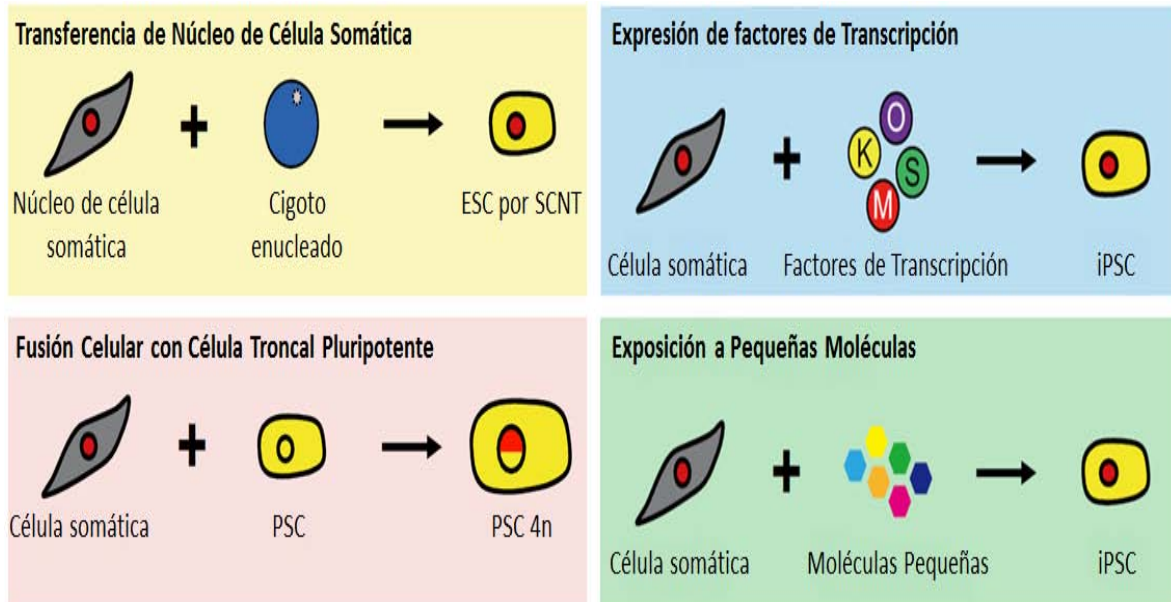 Transferencia de Núcleo de Célula Somática
Núcleo de célula
somática
Cigoto
enucleado
ESC por SCNT
Expresión de factores de Transcripción
K
O
S
M
Célula somática
Factores de Transcripción
iPSC
Fusión Celular con Célula Troncal Pluripotente
Célula somática
PSC
PSC 4n
Exposición a Pequeñas Moléculas
Célula somática
Moléculas Pequeñas
iPSC